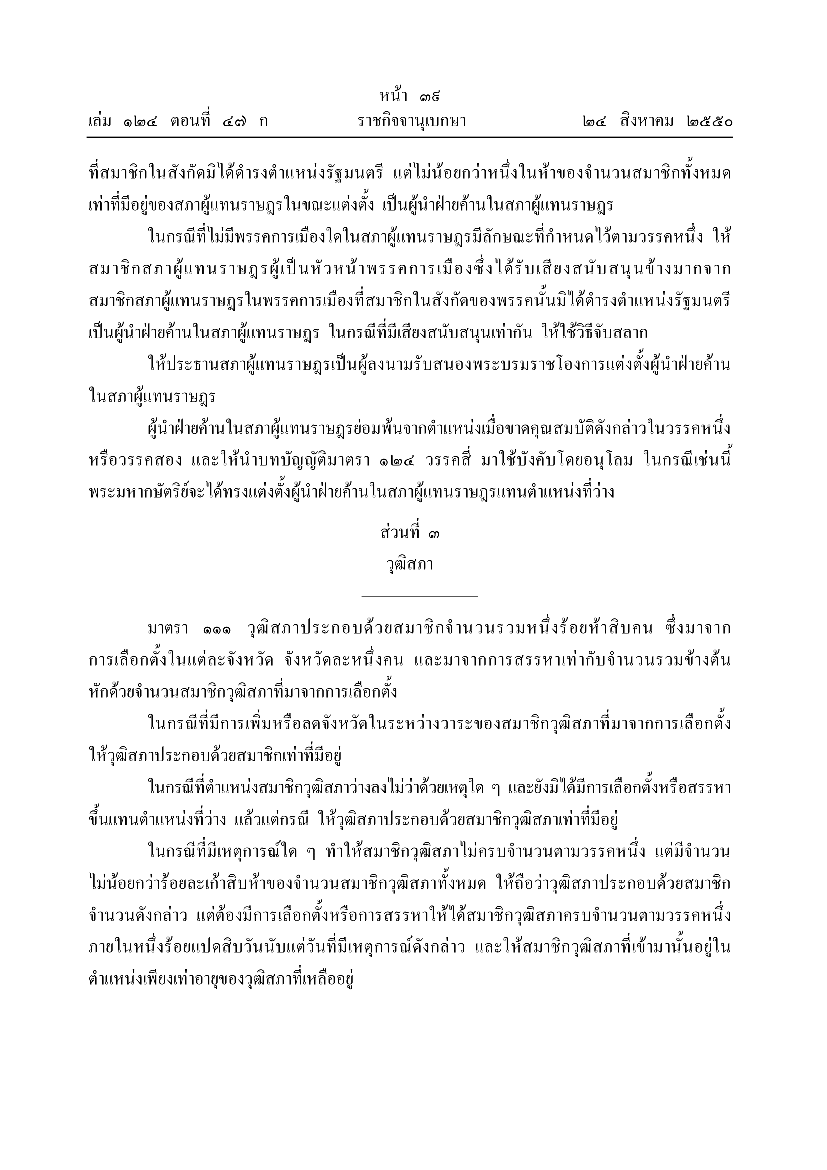 หน้า ๓๙
เล่ม ๑๒๔ ตอนที่ ๔๗ ก ราชกิจจานุเบกษา ๒๔ สิงหาคม ๒๕๕๐
ที่สมาชิกในสังกัดมิได้ดำรงตำแหน่งรัฐมนตรี แต่ไม่น้อยกว่าหนึ่งในห้าของจำนวนสมาชิกทั้งหมด
เท่าที่มีอยู่ของสภาผู้แทนราษฎรในขณะแต่งตั้ง เป็นผู้นำฝ่ายค้านในสภาผู้แทนราษฎร
ในกรณีที่ไม่มีพรรคการเมืองใดในสภาผู้แทนราษฎรมีลักษณะที่กำหนดไว้ตามวรรคหนึ่ง ให้
สมาชิกสภาผู้แทนราษฎรผู้เป็นหัวหน้าพรรคการเมืองซึ่งได้รับเสียงสนับสนุนข้างมากจาก
สมาชิกสภาผู้แทนราษฎรในพรรคการเมืองที่สมาชิกในสังกัดของพรรคนั้นมิได้ดำรงตำแหน่งรัฐมนตรี
เป็นผู้นำฝ่ายค้านในสภาผู้แทนราษฎร ในกรณีที่มีเสียงสนับสนุนเท่ากัน ให้ใช้วิธีจับสลาก
ให้ประธานสภาผู้แทนราษฎรเป็นผู้ลงนามรับสนองพระบรมราชโองการแต่งตั้งผู้นำฝ่ายค้าน
ในสภาผู้แทนราษฎร
ผู้นำฝ่ายค้านในสภาผู้แทนราษฎรย่อมพ้นจากตำแหน่งเมื่อขาดคุณสมบัติดังกล่าวในวรรคหนึ่ง
หรือวรรคสอง และให้นำบทบัญญัติมาตรา ๑๒๔ วรรคสี่ มาใช้บังคับโดยอนุโลม ในกรณีเช่นนี้
พระมหากษัตริย์จะได้ทรงแต่งตั้งผู้นำฝ่ายค้านในสภาผู้แทนราษฎรแทนตำแหน่งที่ว่าง
ส่วนที่ ๓
วุฒิสภา
มาตรา ๑๑๑ วุฒิสภาประกอบด้วยสมาชิกจำนวนรวมหนึ่งร้อยห้าสิบคน ซึ่งมาจาก
การเลือกตั้งในแต่ละจังหวัด จังหวัดละหนึ่งคน และมาจากการสรรหาเท่ากับจำนวนรวมข้างต้น
หักด้วยจำนวนสมาชิกวุฒิสภาที่มาจากการเลือกตั้ง
ในกรณีที่มีการเพิ่มหรือลดจังหวัดในระหว่างวาระของสมาชิกวุฒิสภาที่มาจากการเลือกตั้ง
ให้วุฒิสภาประกอบด้วยสมาชิกเท่าที่มีอยู่
ในกรณีที่ตำแหน่งสมาชิกวุฒิสภาว่างลงไม่ว่าด้วยเหตุใด ๆ และยังมิได้มีการเลือกตั้งหรือสรรหา
ขึ้นแทนตำแหน่งที่ว่าง แล้วแต่กรณี ให้วุฒิสภาประกอบด้วยสมาชิกวุฒิสภาเท่าที่มีอยู่
ในกรณีที่มีเหตุการณ์ใด ๆ ทำให้สมาชิกวุฒิสภาไม่ครบจำนวนตามวรรคหนึ่ง แต่มีจำนวน
ไม่น้อยกว่าร้อยละเก้าสิบห้าของจำนวนสมาชิกวุฒิสภาทั้งหมด ให้ถือว่าวุฒิสภาประกอบด้วยสมาชิก
จำนวนดังกล่าว แต่ต้องมีการเลือกตั้งหรือการสรรหาให้ได้สมาชิกวุฒิสภาครบจำนวนตามวรรคหนึ่ง
ภายในหนึ่งร้อยแปดสิบวันนับแต่วันที่มีเหตุการณ์ดังกล่าว และให้สมาชิกวุฒิสภาที่เข้ามานั้นอยู่ใน
ตำแหน่งเพียงเท่าอายุของวุฒิสภาที่เหลืออยู่